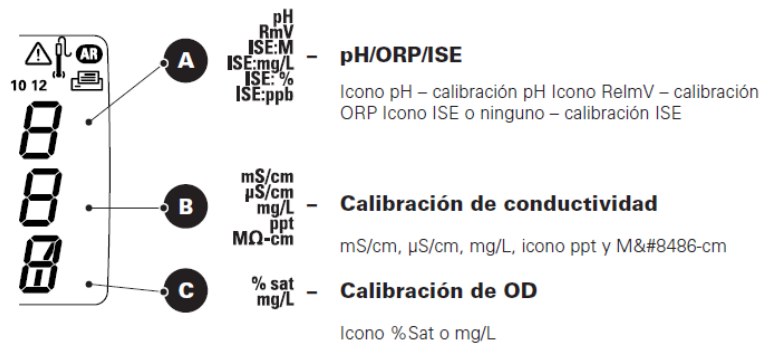 AR
10 12
A
pH
RmV
ISE:M
ISE:mg/L
ISE: %
ISE:ppb
– pH/ORP/ISE
Icono pH – calibración pH Icono RelmV – calibración
ORP Icono ISE o ninguno – calibración ISE
8
8
B
mS/cm
µS/cm
mg/L
ppt
MΩ-cm
– Calibración de conductividad
mS/cm, µS/cm, mg/L, icono ppt y M&#8486-cm
C
% sat
mg/L
– Calibración de OD
Icono %Sat o mg/L